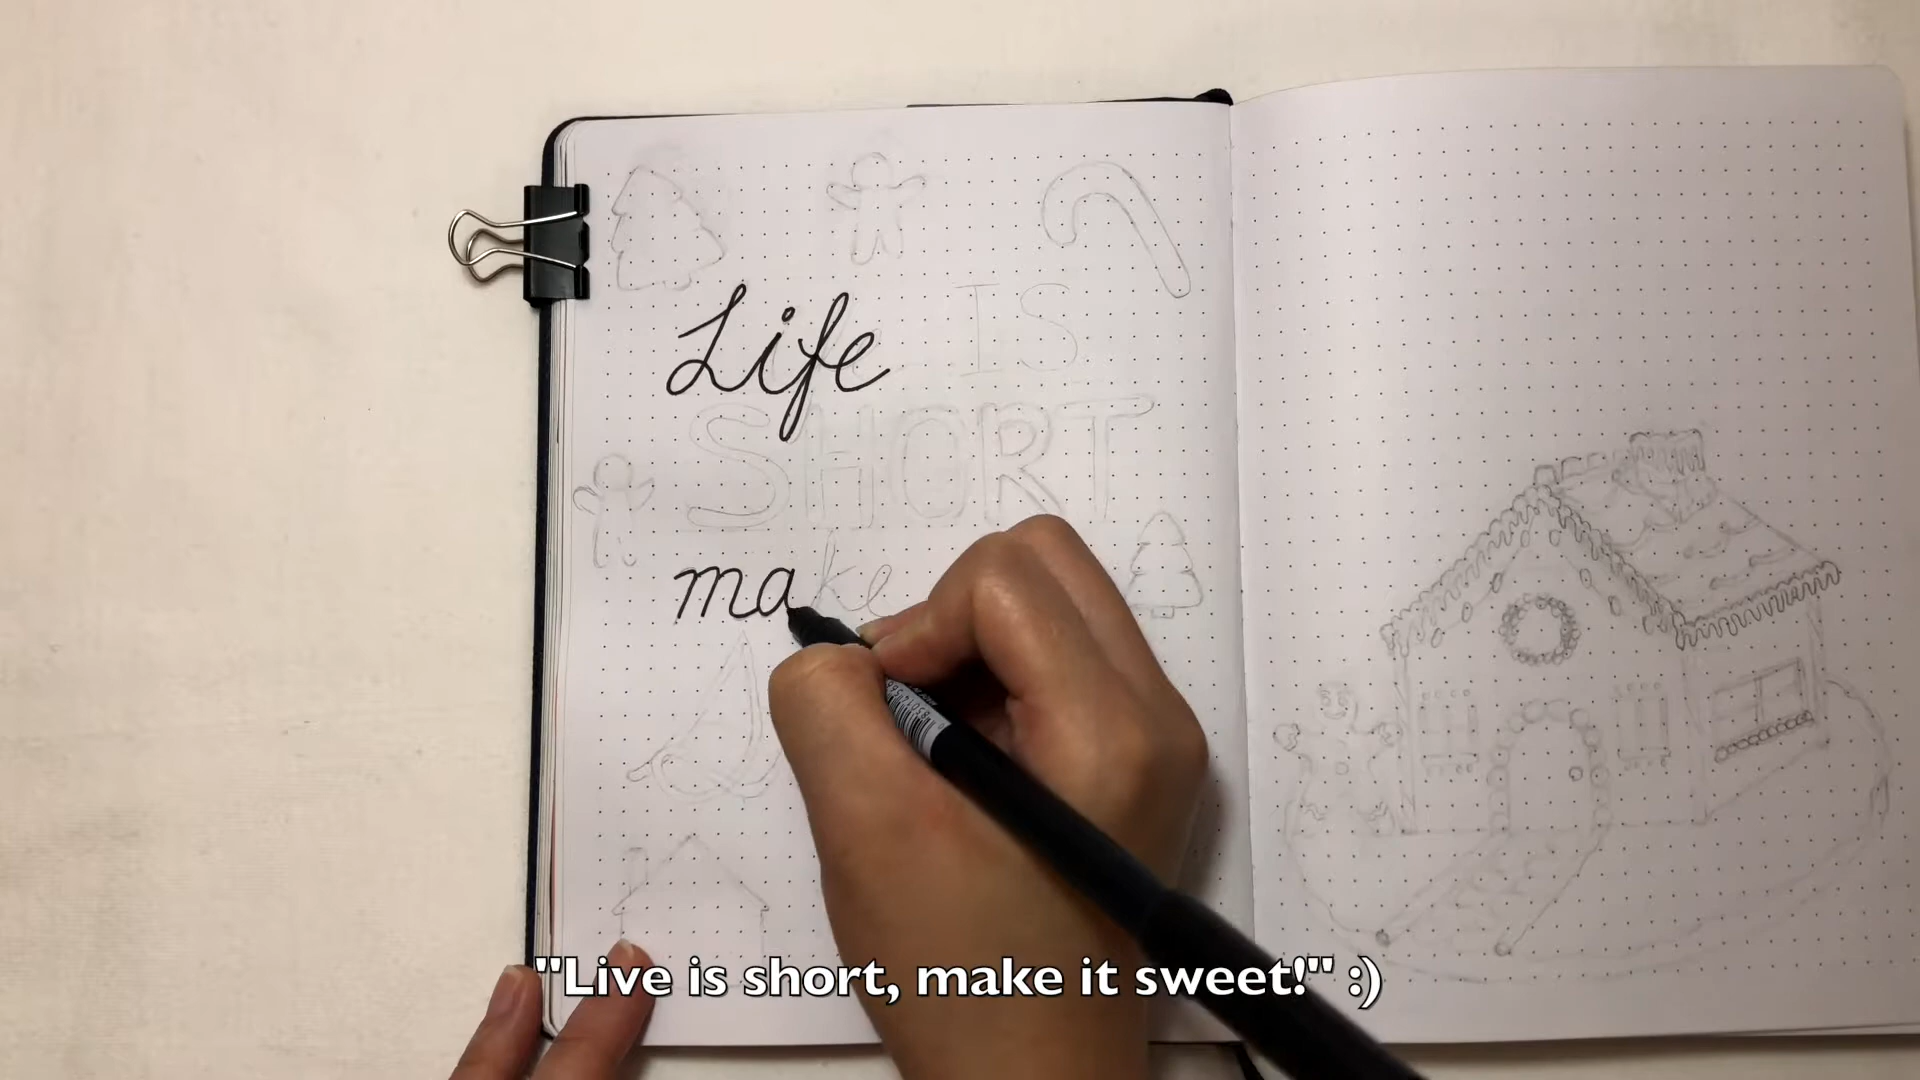 Life IS
SHORT
make
"Live is short, make it sweet!" :)